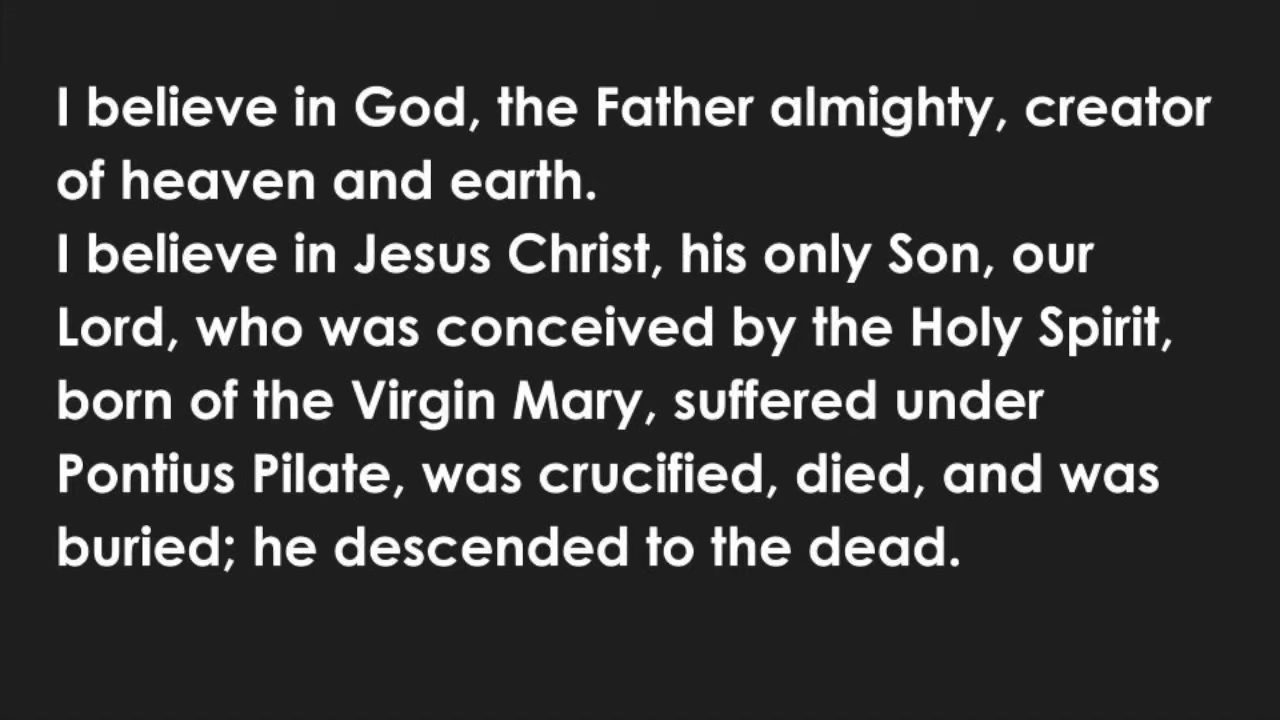 I believe in God, the Father almighty, creator
of heaven and earth.
I believe in Jesus Christ, his only Son, our
Lord, who was conceived by the Holy Spirit,
born of the Virgin Mary, suffered under
Pontius Pilate, was crucified, died, and was
buried; he descended to the dead.